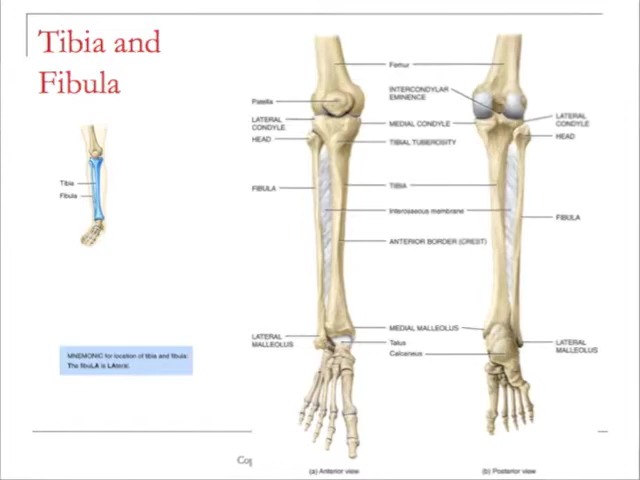 Tibia and
Fibula
Tibia
Fibula
MNEMONIC for location of tibia and fibula:
The fibuLA is LAteral.
Patella
LATERAL
CONDYLE
HEAD
FIBULA
LATERAL
MALLEOLUS
Femur
INTERCONDYLAR
EMINENCE
MEDIAL CONDYLE
TIBIAL TUBEROSITY
TIBIA
Interosseous membrane
ANTERIOR BORDER (CREST)
MEDIAL MALLEOLUS
Talus
Calcaneus
LATERAL
CONDYLE
HEAD
FIBULA
LATERAL
MALLEOLUS
Cop
(a) Anterior view
(b) Posterior view